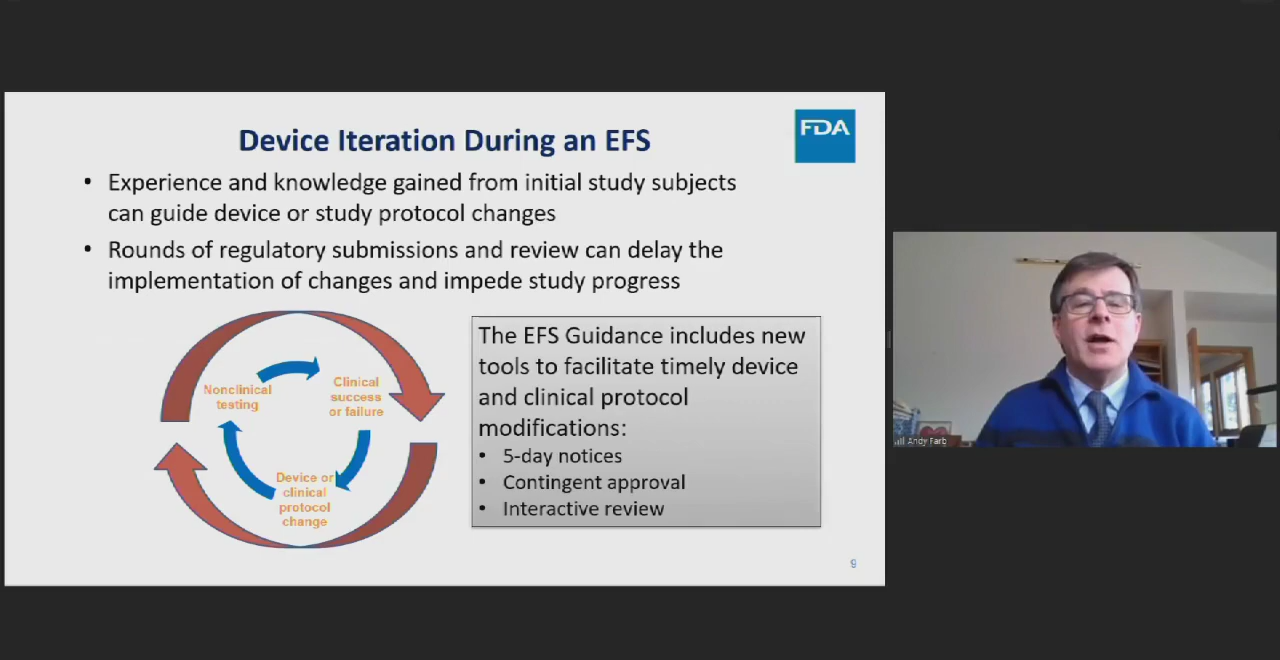 Device Iteration During an EFS
FDA
• Experience and knowledge gained from initial study subjects
can guide device or study protocol changes
• Rounds of regulatory submissions and review can delay the
implementation of changes and impede study progress
Nonclinical
testing
Clinical
success
or failure
Device or
clinical
protocol
change
The EFS Guidance includes new
tools to facilitate timely device
and clinical protocol
modifications:
• 5-day notices
• Contingent approval
• Interactive review
9
Andy Farb